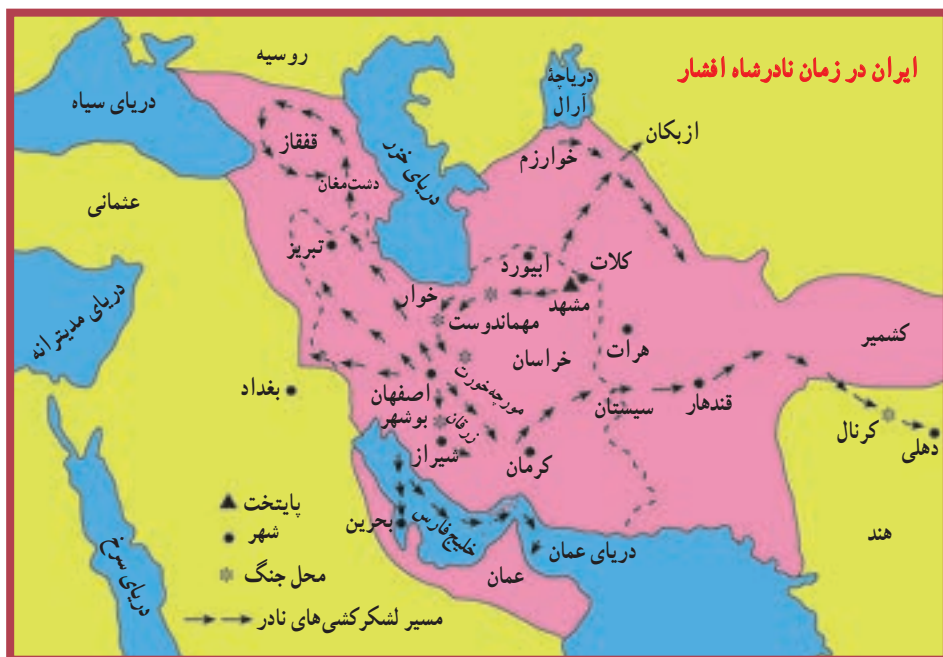 ایران در زمان نادرشاه افشار
روسیه
دریاچهٔ
آرال
دریای سیاه
ازبکان
قفقاز
خوارزم
دریای خزر
دشت‌مغان
عثمانی
تبریز
ابیورد
کلات
خوار
مشهد
مهماندوست
دریای مدیترانه
کشمیر
خراسان
هرات
بغداد
اصفهان
مورچه‌خورت
بوشهر
زرقان
سیستان
قندهار
کرنال
دهلی
شیراز
کرمان
پایتخت
بحرین
خلیج‌فارس
شهر
دریای عمان
هند
محل جنگ
عمان
دریای سرخ
مسیر لشکرکشی‌های نادر